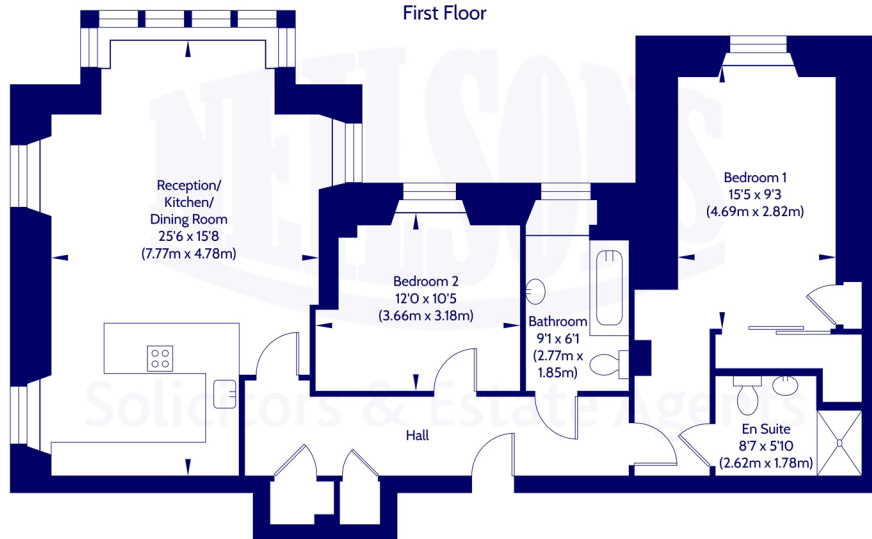 First Floor
NEILSONS
Reception/
Kitchen/
Dining Room
25'6 x 15'8
(7.77m x 4.78m)
Bedroom 1
15'5 x 9'3
(4.69m x 2.82m)
Bedroom 2
12'0 x 10'5
(3.66m x 3.18m)
Bathroom
9'1 x 6'1
(2.77m x
1.85m)
Solicitors & Estate Agents
Hall
En Suite
8'7 x 5'10
(2.62m x 1.78m)